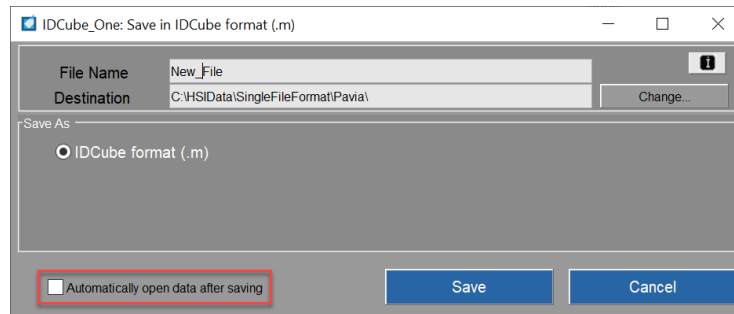 IDCube_One: Save in IDCube format (.m)
File Name New_File
Destination C:\HSIData\SingleFileFormat\Pavia\ Change...
Save As
IDCube format (.m)
Automatically open data after saving Save Cancel